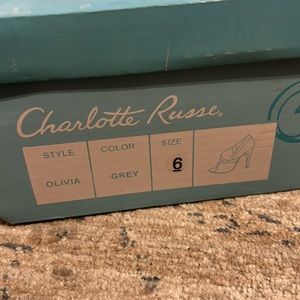 Charlotte Russe®
STYLE COLOR SIZE
OLIVIA GREY 6